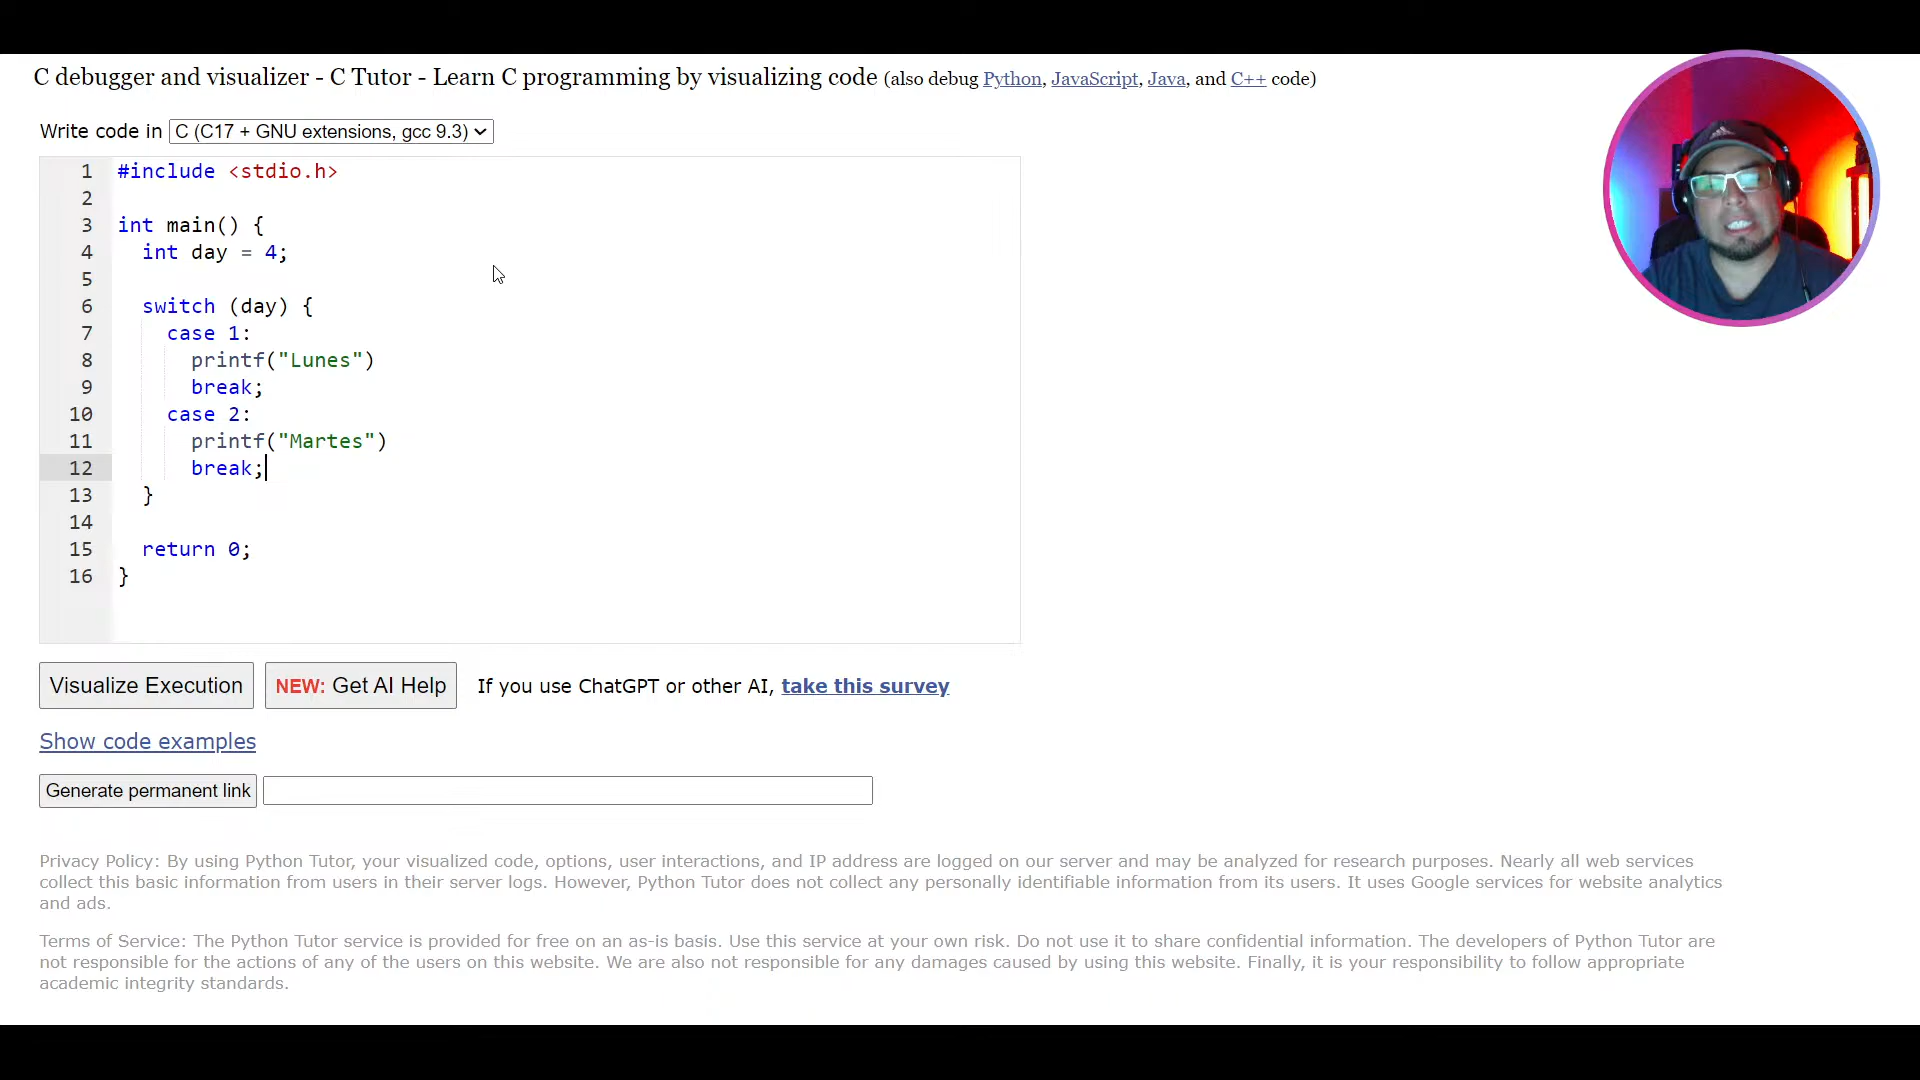 C debugger and visualizer - C Tutor - Learn C programming by visualizing code (also debug Python, JavaScript, Java, and C++ code)
Write code in C (C17 + GNU extensions, gcc 9.3)
1 #include <stdio.h>
2
3 int main() {
4 int day = 4;
5
6 switch (day) {
7 case 1:
8 printf("Lunes")
9 break;
10 case 2:
11 printf("Martes")
12 break;
13 }
14
15 return 0;
16 }
Visualize Execution NEW: Get AI Help If you use ChatGPT or other AI, take this survey
Show code examples
Generate permanent link
Privacy Policy: By using Python Tutor, your visualized code, options, user interactions, and IP address are logged on our server and may be analyzed for research purposes. Nearly all web services
collect this basic information from users in their server logs. However, Python Tutor does not collect any personally identifiable information from its users. It uses Google services for website analytics
and ads.
Terms of Service: The Python Tutor service is provided for free on an as-is basis. Use this service at your own risk. Do not use it to share confidential information. The developers of Python Tutor are
not responsible for the actions of any of the users on this website. We are also not responsible for any damages caused by using this website. Finally, it is your responsibility to follow appropriate
academic integrity standards.